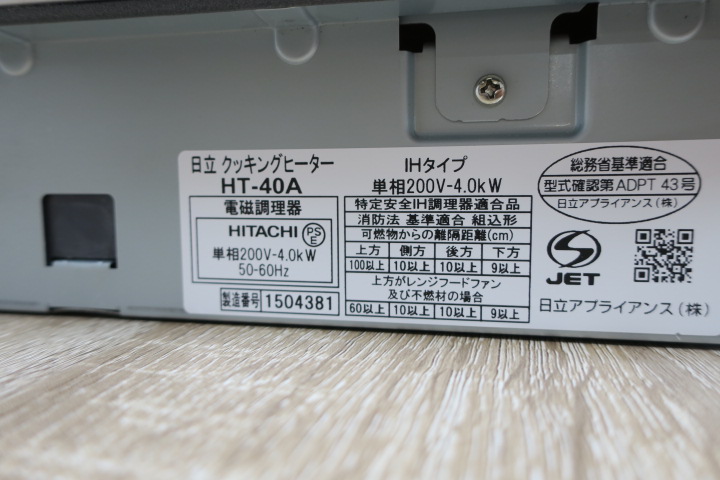 日立 クッキングヒーター
HT-40A
電磁調理器
HITACHI PSE
単相200V-4.0kW
50-60Hz
製造番号 1504381
IHタイプ
単相200V-4.0kW
特定安全IH調理器適合品
消防法 基準適合 組込形
可燃物からの離隔距離(cm)
上方 側方 後方 下方
100以上 10以上 10以上 9以上
上方がレンジフードファン
及び不燃材の場合
60以上 10以上 10以上 9以上
総務省基準適合
型式確認第ADPT 43号
日立アプライアンス(株)
S
JET
日立アプライアンス(株)